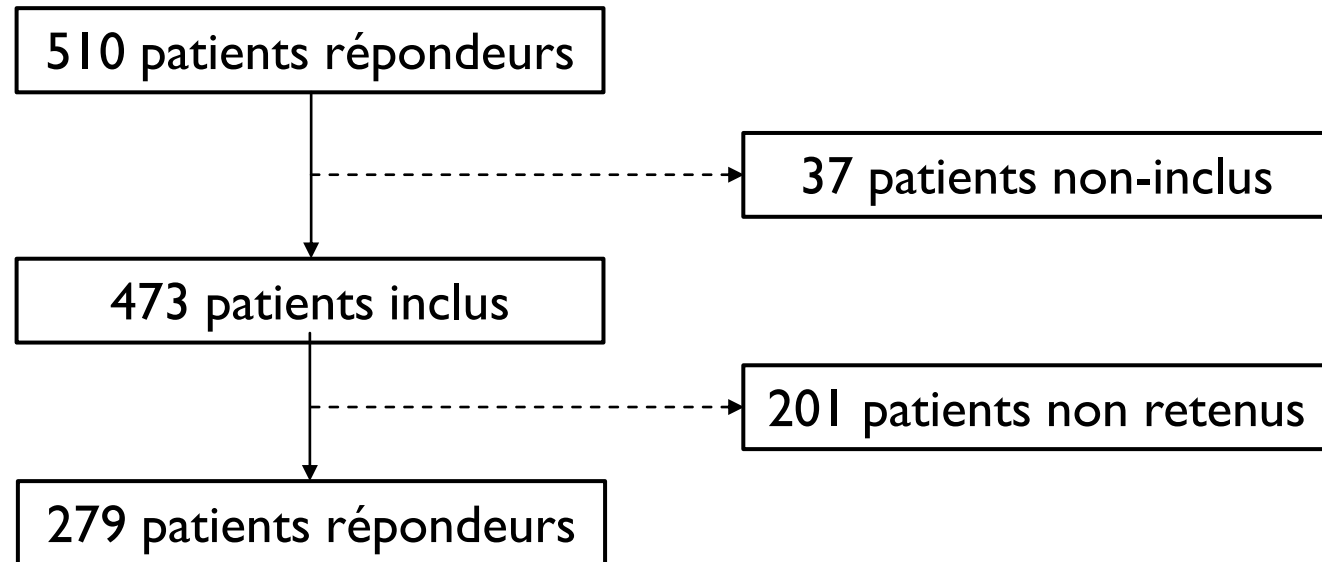 510 patients répondeurs
37 patients non-inclus
473 patients inclus
201 patients non retenus
279 patients répondeurs